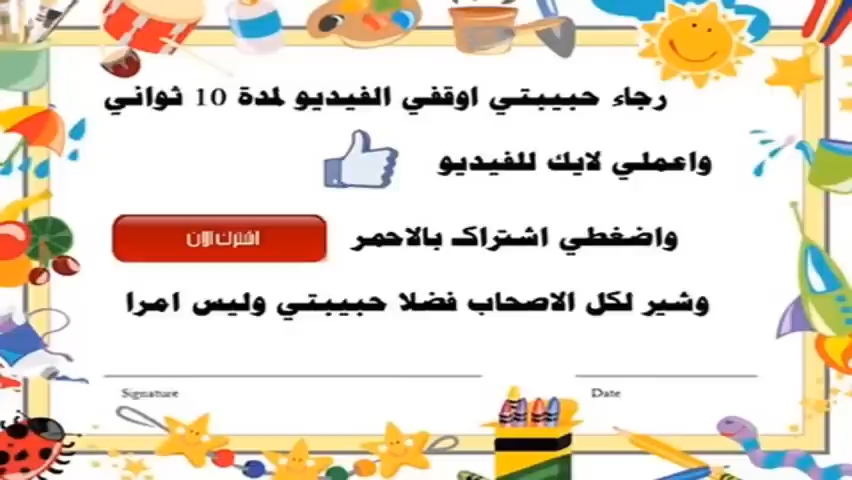 رجاء حبيبتي اوقفي الفيديو لمدة 10 ثواني
واعملي لايك للفيديو
واضغطي اشتراك بالاحمر
اشترك الان
وشير لكل الاصحاب فضلا حبيبتي وليس امرا
Signature
Date